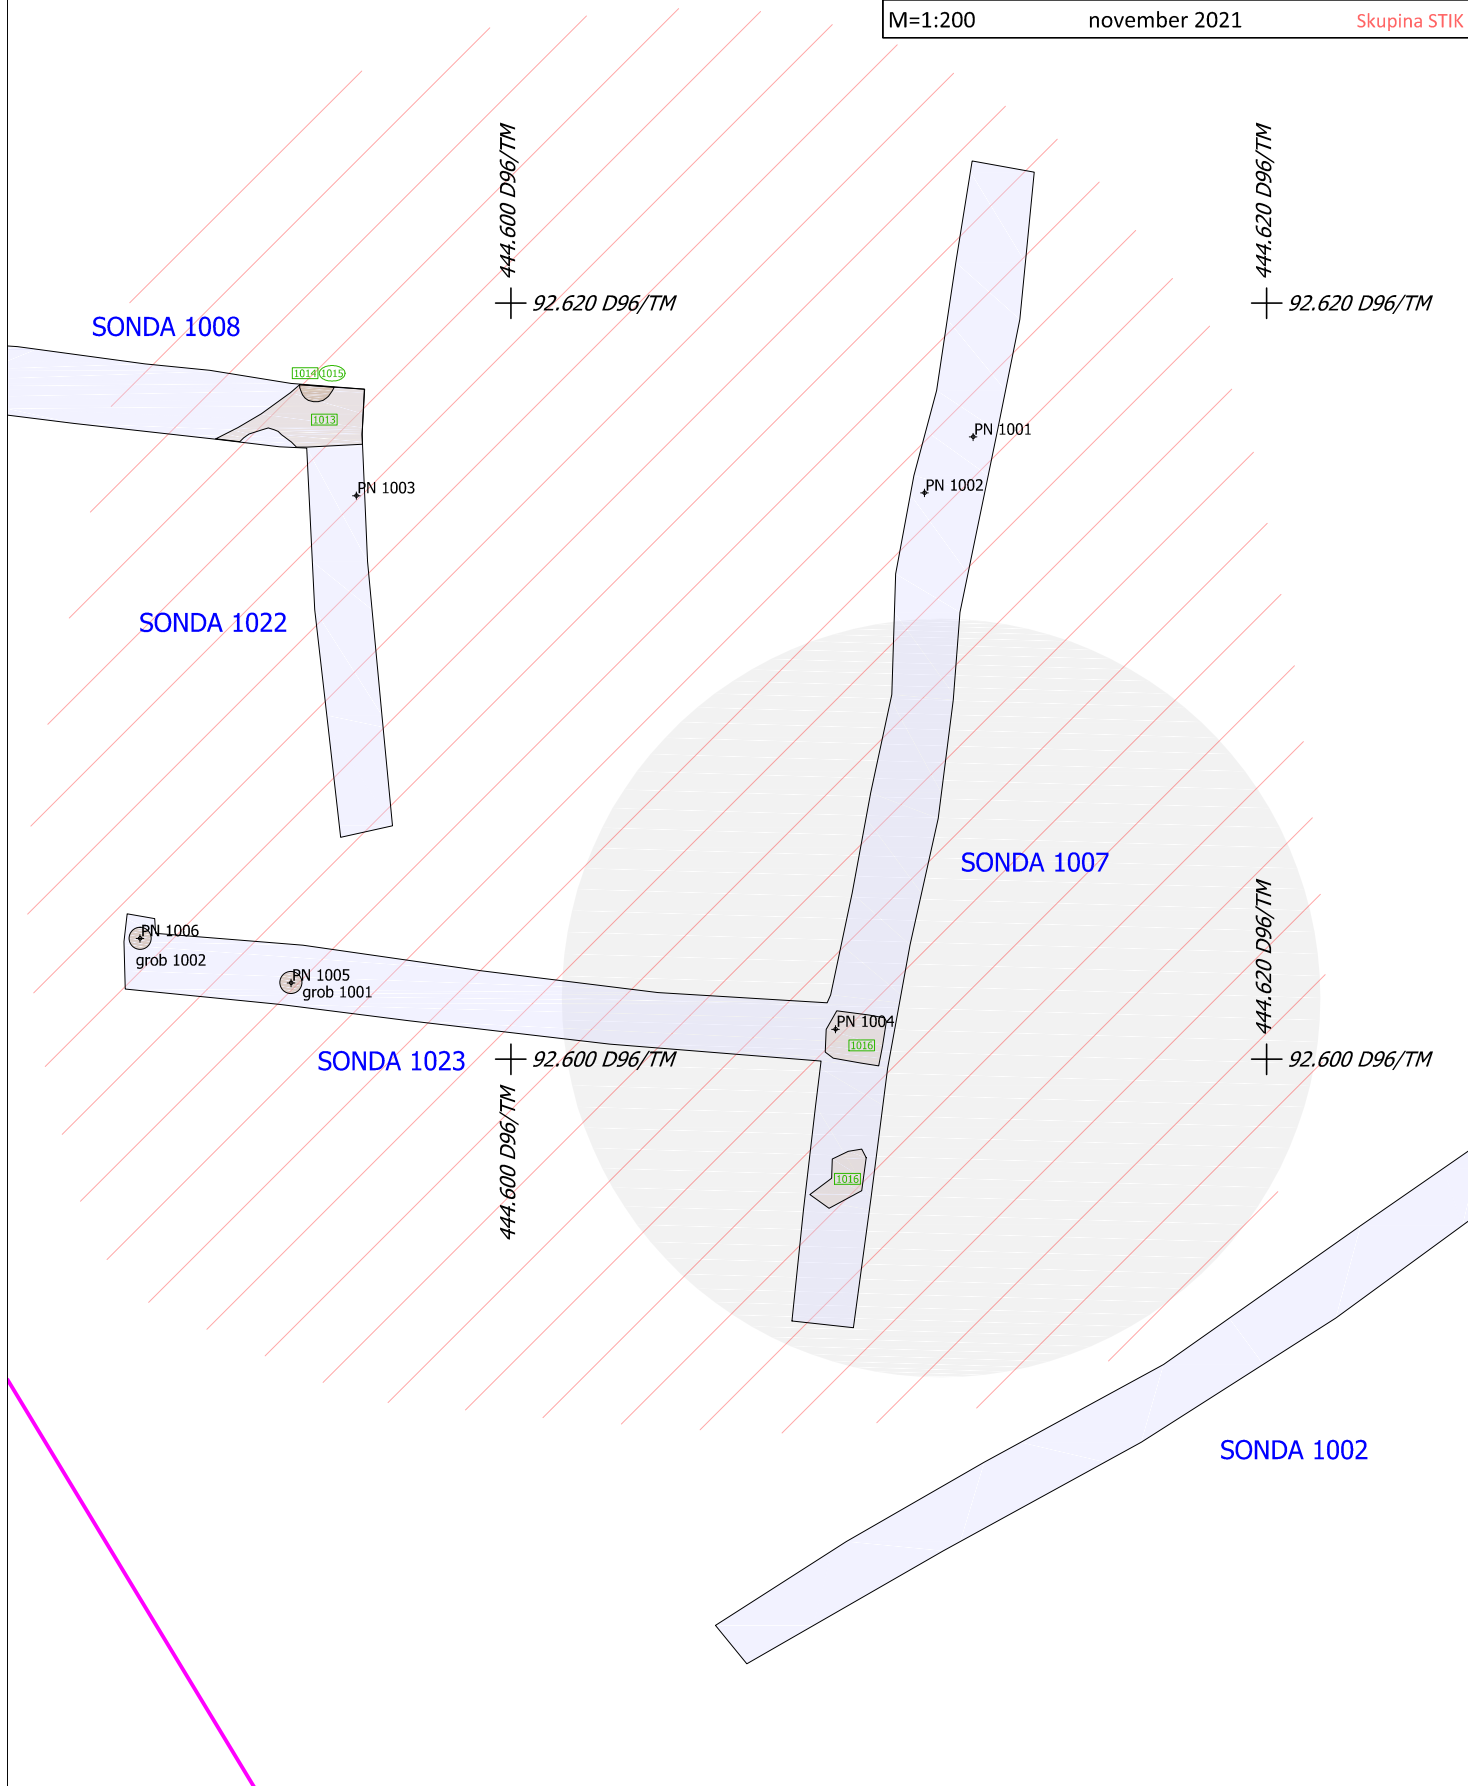 M=1:200 november 2021 Skupina STIK
444.600 D96/TM
444.620 D96/TM
92.620 D96/TM
92.620 D96/TM
SONDA 1008
1014 1015
1013
PN 1001
PN 1003
PN 1002
SONDA 1022
SONDA 1007
444.620 D96/TM
PN 1006
grob 1002
PN 1005
grob 1001
PN 1004
1016
SONDA 1023
92.600 D96/TM
92.600 D96/TM
444.600 D96/TM
1016
SONDA 1002